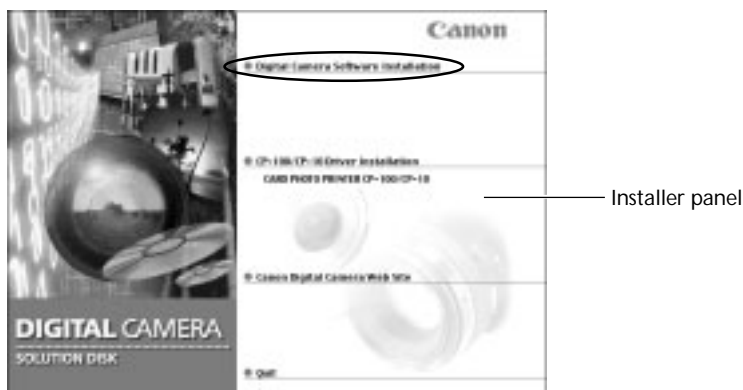 Canon
Digital Camera Software Installation
CP-100/CP-10 Driver Installation
CARD PHOTO PRINTER CP-100/CP-10
Installer panel
Canon Digital Camera Web Site
DIGITAL CAMERA
SOLUTION DISK
Quit